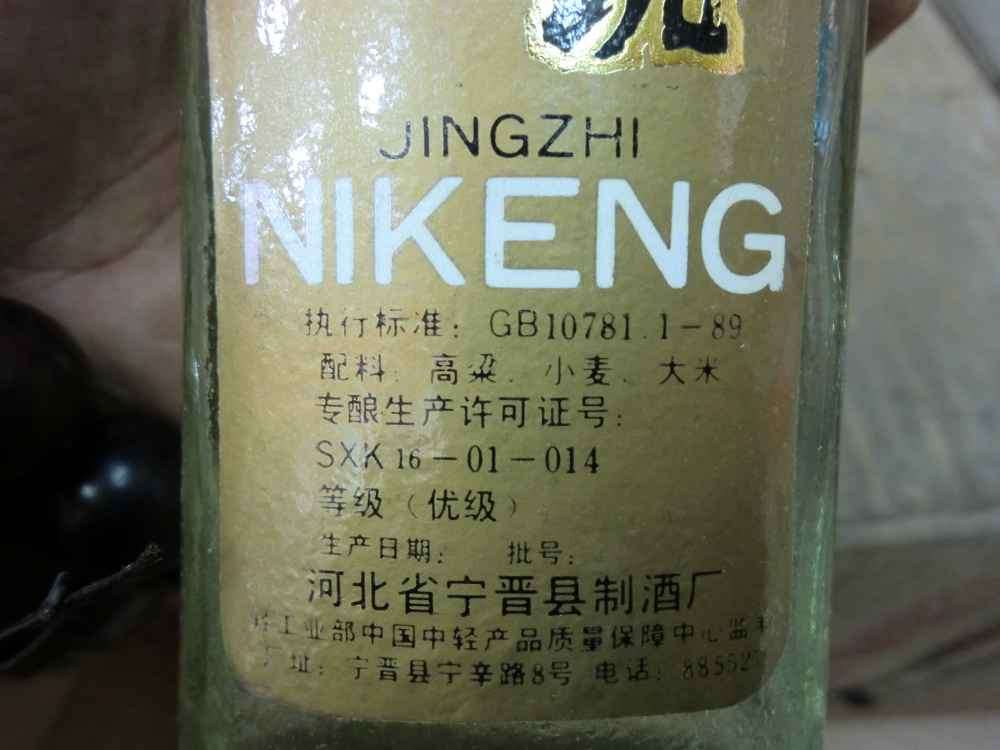 JINGZHI
NIKENG
执行标准：GB10781.1－89
配料：高粱、小麦、大米
专酿生产许可证号：
SXK 16－01－014
等级（优级）
生产日期： 批号：
河北省宁晋县制酒厂
轻工业部中国中轻产品质量保障中心监
厂址：宁晋县宁辛路8号 电话：88552